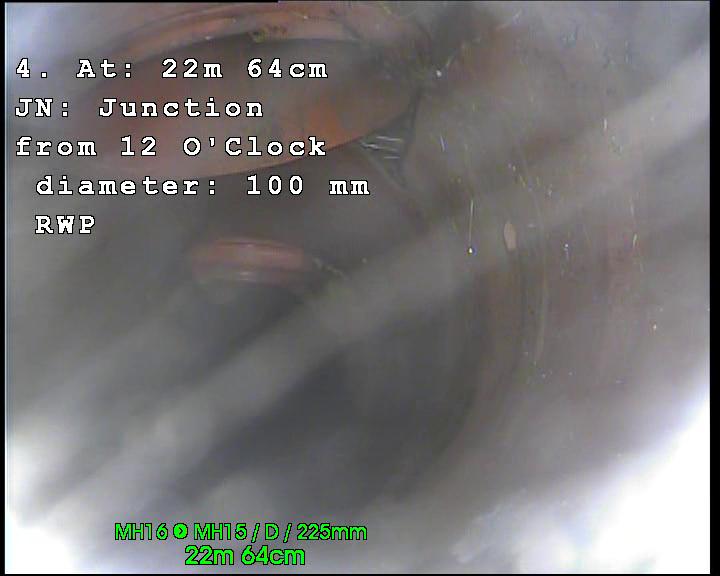 4. At: 22m 64cm
JN: Junction
from 12 O'Clock
diameter: 100 mm
RWP
MH16 MH15 / D / 225mm
22m 64cm